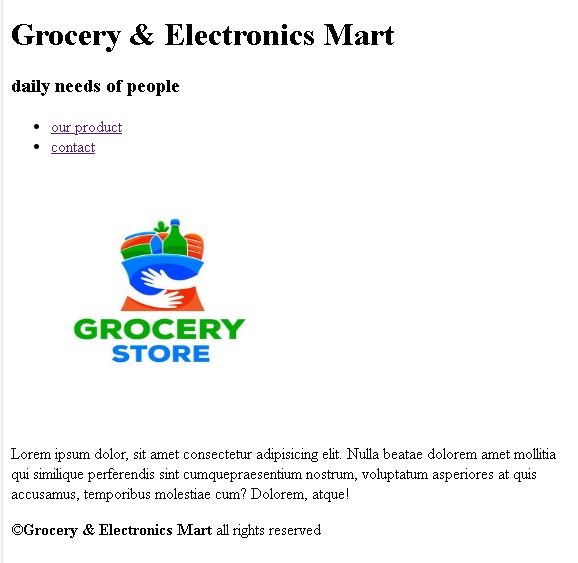 Grocery & Electronics Mart
daily needs of people
our product
contact
GROCERY
STORE
Lorem ipsum dolor, sit amet consectetur adipisicing elit. Nulla beatae dolorem amet mollitia
qui similique perferendis sint cumquepraesentium nostrum, voluptatum asperiores at quis
accusamus, temporibus molestiae cum? Dolorem, atque!
©Grocery & Electronics Mart all rights reserved